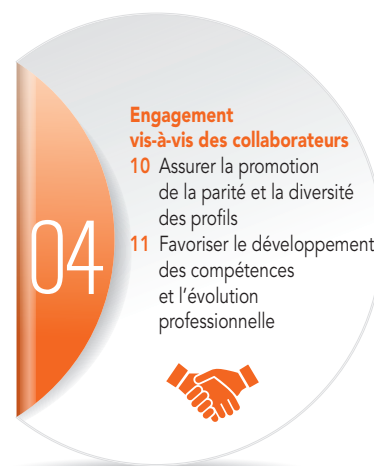 04
Engagement
vis-à-vis des collaborateurs
10 Assurer la promotion
de la parité et la diversité
des profils
11 Favoriser le développement
des compétences
et l'évolution
professionnelle